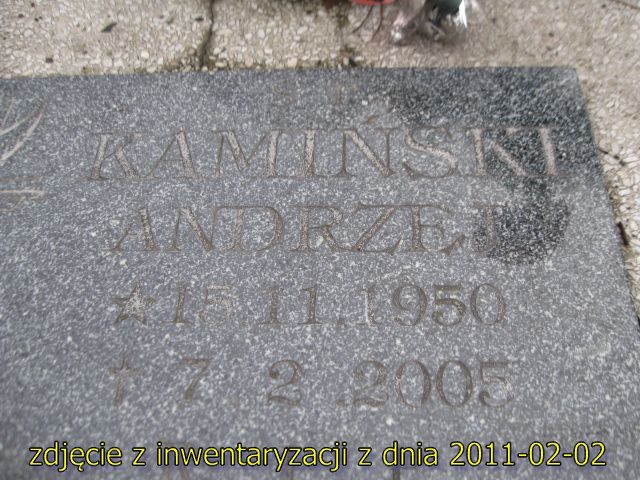 Ś P
KAMIŃSKI
ANDRZEJ
★ 15.11.1950
† 7.2.2005
zdjęcie z inwentaryzacji z dnia 2011-02-02